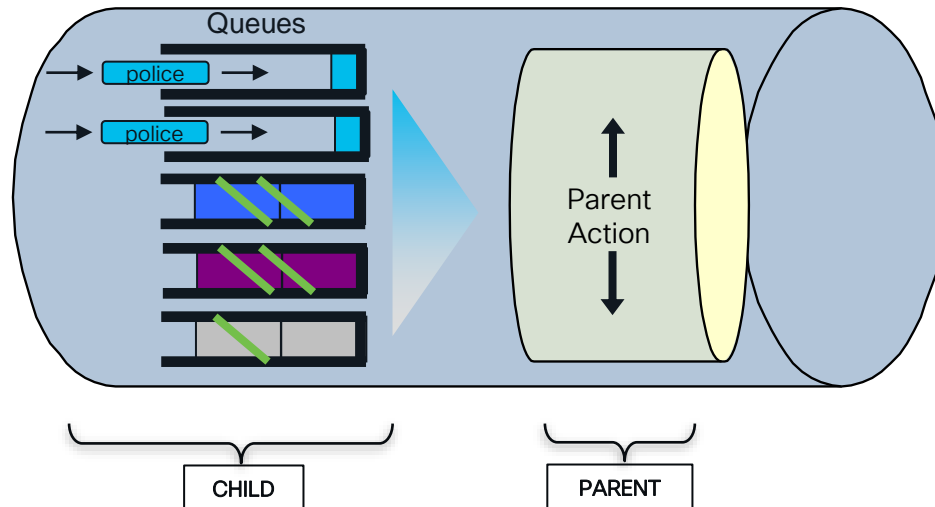 Queues
police
police
Parent
Action
CHILD
PARENT